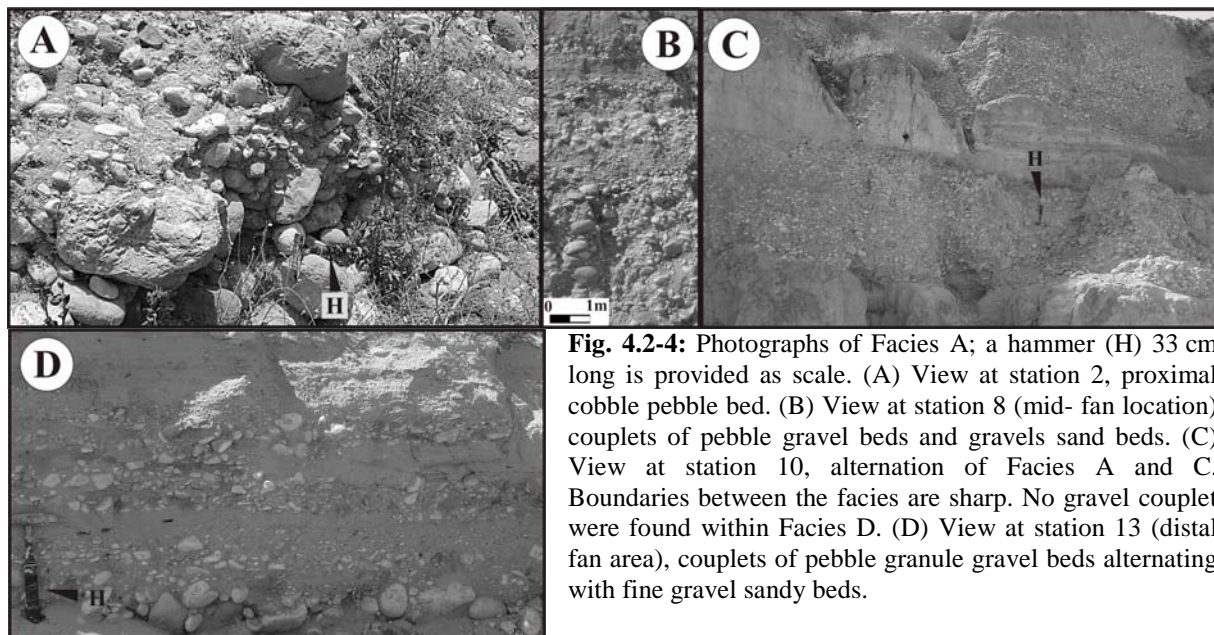 A
B
C
H
H
0 1m
D
H
Fig. 4.2-4: Photographs of Facies A; a hammer (H) 33 cm
long is provided as scale. (A) View at station 2, proximal
cobble pebble bed. (B) View at station 8 (mid- fan location)
couplets of pebble gravel beds and gravels sand beds. (C)
View at station 10, alternation of Facies A and C.
Boundaries between the facies are sharp. No gravel couplet
were found within Facies D. (D) View at station 13 (distal
fan area), couplets of pebble granule gravel beds alternating
with fine gravel sandy beds.